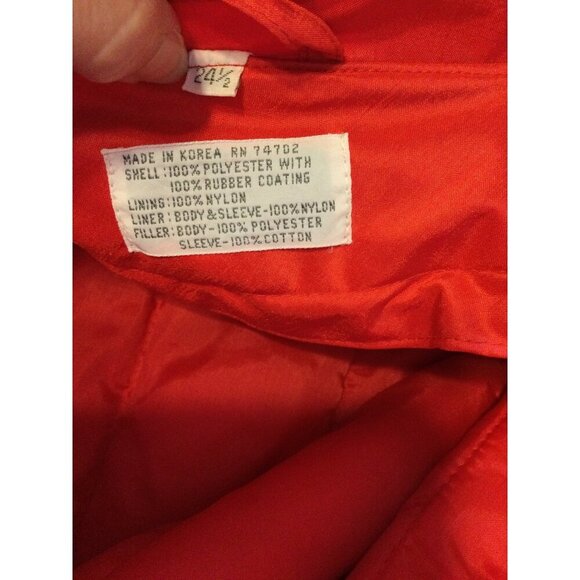 24½
MADE IN KOREA RN 74702
SHELL:100%POLYESTER WITH
100%RUBBER COATING
LINING:100%NYLON
LINER:BODY&SLEEVE-100%NYLON
FILLER:BODY-100% POLYESTER
SLEEVE-100%COTTON